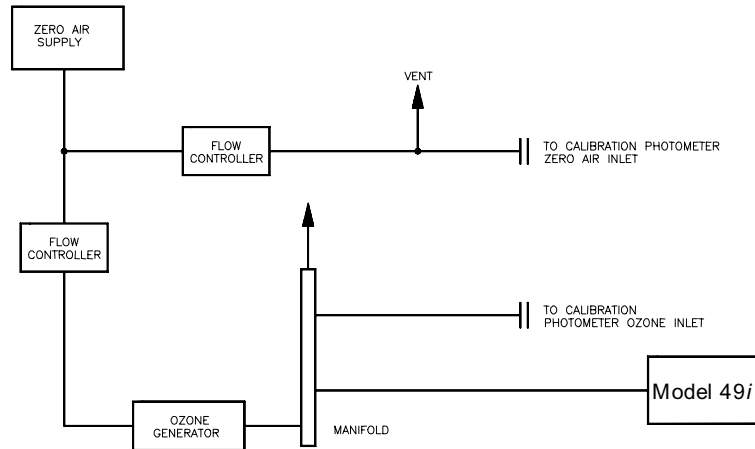 ZERO AIR
SUPPLY
VENT
FLOW
CONTROLLER
TO CALIBRATION PHOTOMETER
ZERO AIR INLET
FLOW
CONTROLLER
TO CALIBRATION
PHOTOMETER OZONE INLET
Model 49i
OZONE
GENERATOR
MANIFOLD